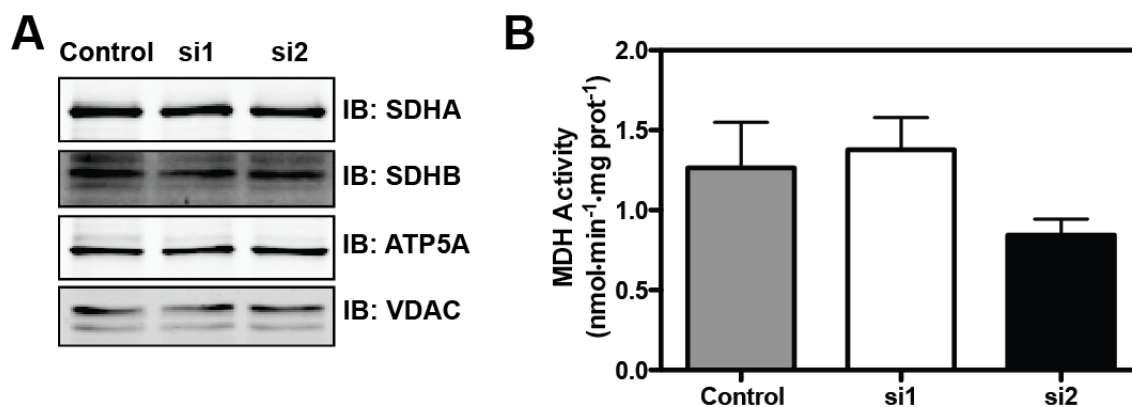 A
Control si1 si2
IB: SDHA
IB: SDHB
IB: ATP5A
IB: VDAC
B
MDH Activity
(nmol·min⁻¹·mg prot⁻¹)
2.0
1.5
1.0
0.5
0.0
Control si1 si2